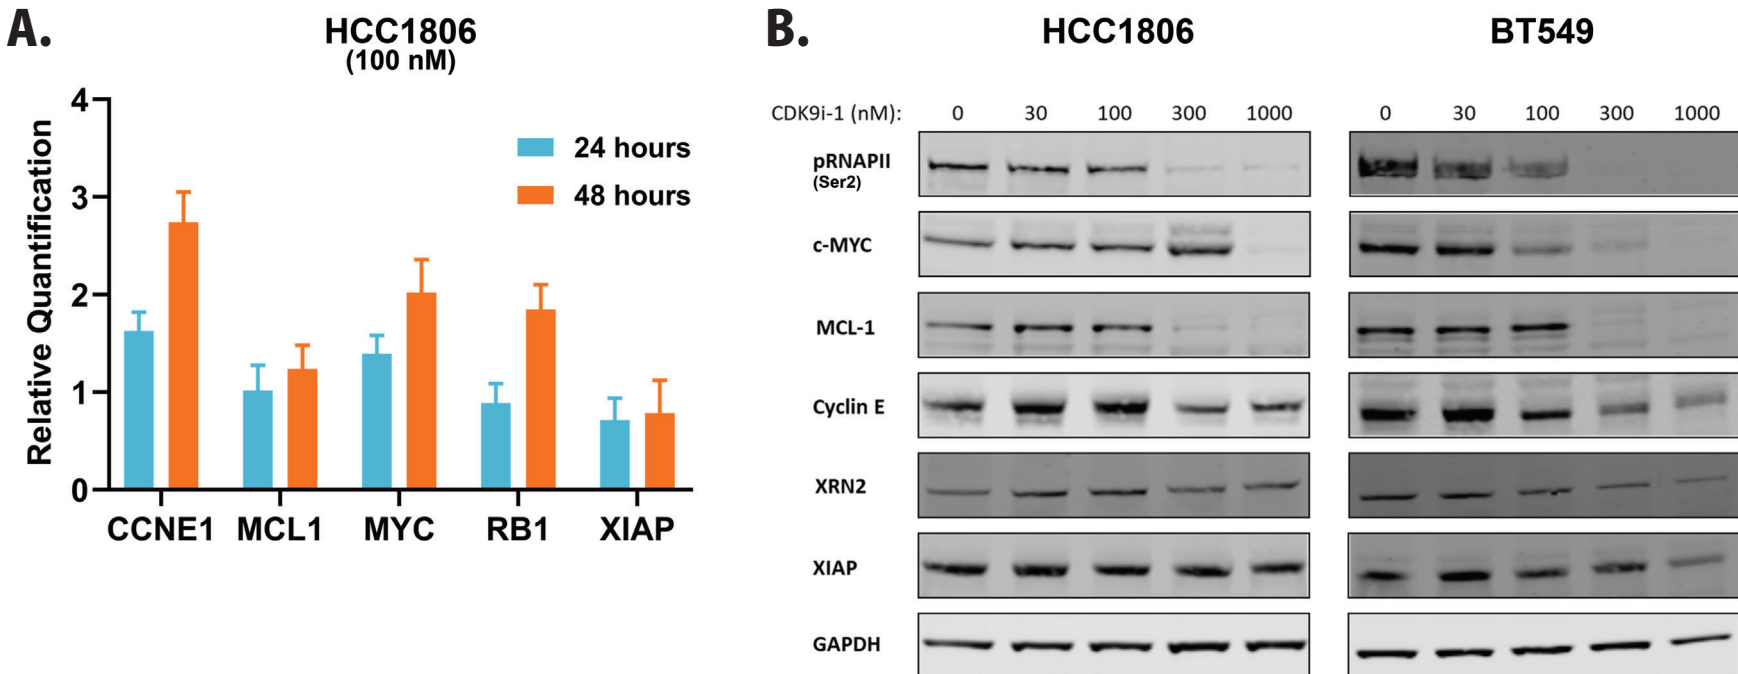 A.
HCC1806
(100 nM)
Relative Quantification
4
3
2
1
0
24 hours
48 hours
CCNE1 MCL1 MYC RB1 XIAP
B.
HCC1806 BT549
CDK9i-1 (nM): 0 30 100 300 1000 0 30 100 300 1000
pRNAPII
(Ser2)
c-MYC
MCL-1
Cyclin E
XRN2
XIAP
GAPDH